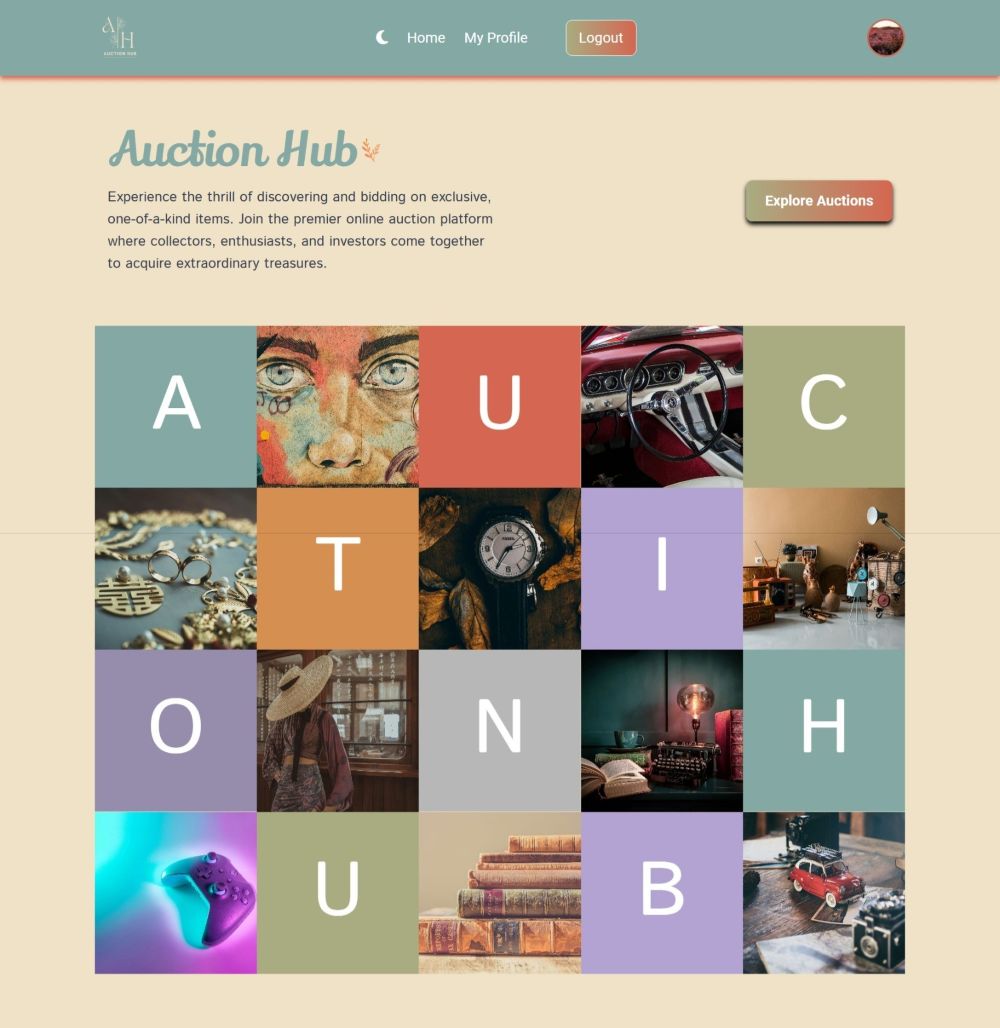 A
H
AUCTION HUB
Home
My Profile
Logout
Auction Hub
Experience the thrill of discovering and bidding on exclusive,
one-of-a-kind items. Join the premier online auction platform
where collectors, enthusiasts, and investors come together
to acquire extraordinary treasures.
Explore Auctions
A
U
C
T
FOSSIL
I
O
N
H
U
B